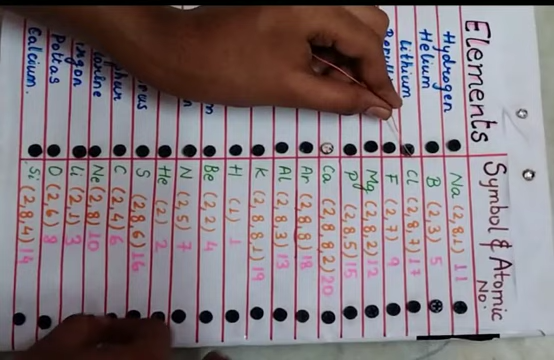 Elements Symbol & Atomic No:
Hydrogen Na (2,8,1) 11
Helium B (2,3) 5
Lithium Cl (2,8,7) 17
F (2,7) 9
Mg (2,8,2) 12
P (2,8,5) 15
Ca (2,8,8,2) 20
Ar (2,8,8) 18
Al (2,8,3) 13
K (2,8,8,1) 19
H (1) 1
Be (2,2) 4
N (2,5) 7
He (2) 2
S (2,8,6) 16
C (2,4) 6
Ne (2,8) 10
Li (2,1) 3
Pottas O (2,6) 8
Calcium. Si (2,8,4) 14